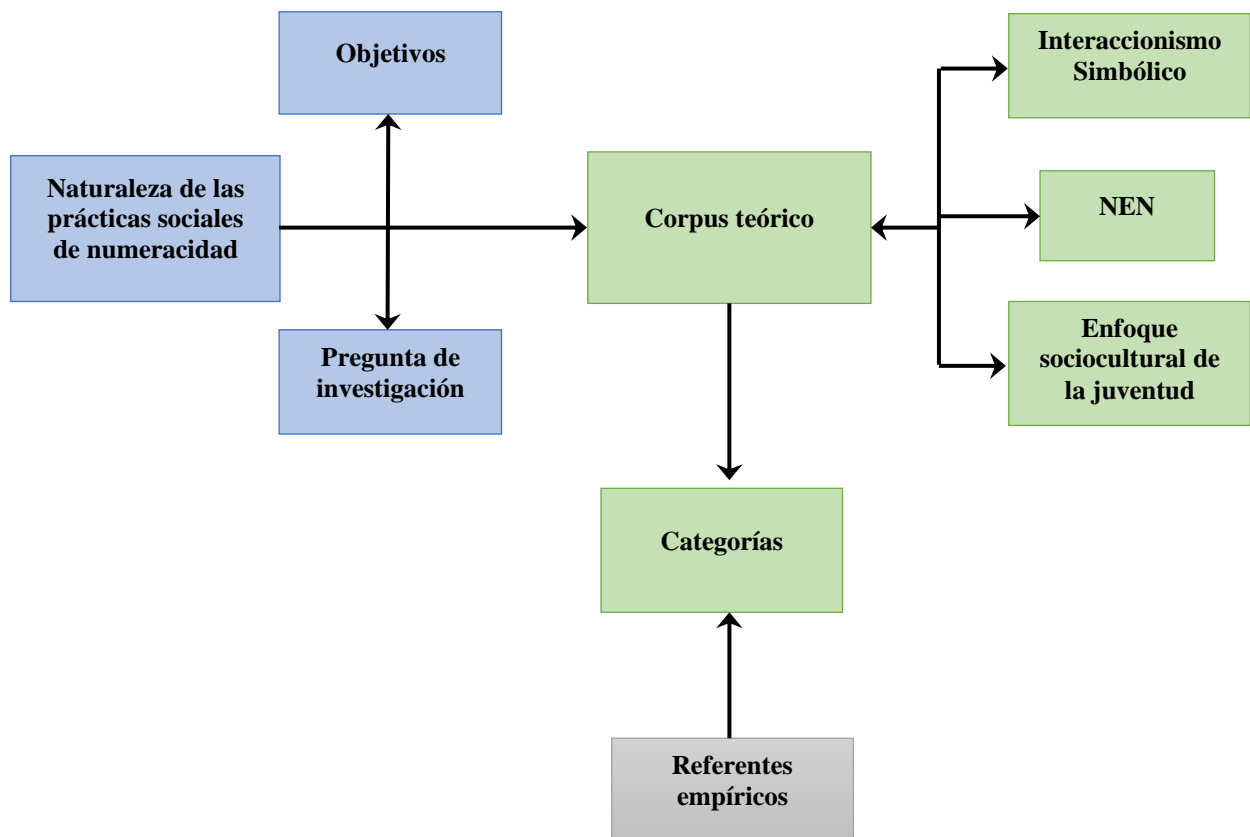 Objetivos
Naturaleza de las
prácticas sociales
de numeracidad
Pregunta de
investigación
Corpus teórico
Interaccionismo
Simbólico
NEN
Enfoque
sociocultural de
la juventud
Categorías
Referentes
empíricos